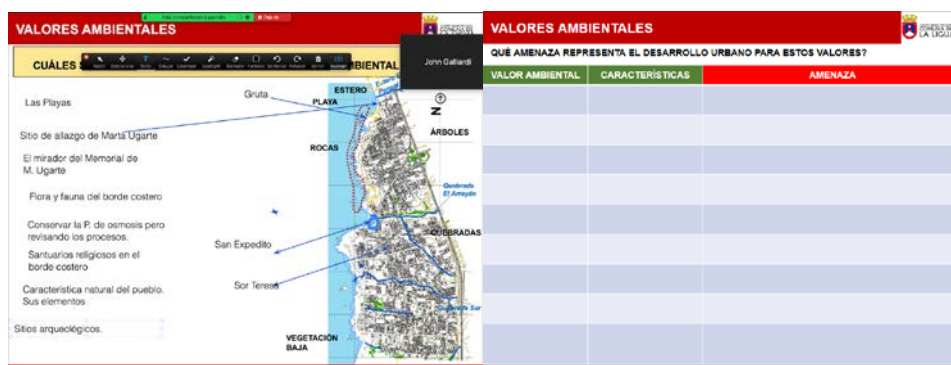 VALORES AMBIENTALES
CUÁLES
BIENTAL
John Galliardi
Las Playas
Sitio de allazgo de Marta Ugarte
El mirador del Memorial de
M. Ugarte
Flora y fauna del borde costero
Conservar la P. de osmosis pero
revisando los procesos.
Santuarios religiosos en el
borde costero
Característica natural del pueblo.
Sus elementos
Sitios arqueológicos.
Gruta
San Expedito
Sor Teresa
ESTERO
PLAYA
N
ÁRBOLES
ROCAS
Quebrada
El Arrayán
QUEBRADAS
Sur
VEGETACIÓN
BAJA
VALORES AMBIENTALES
LA LIGUA
QUÉ AMENAZA REPRESENTA EL DESARROLLO URBANO PARA ESTOS VALORES?
VALOR AMBIENTAL CARACTERÍSTICAS AMENAZA